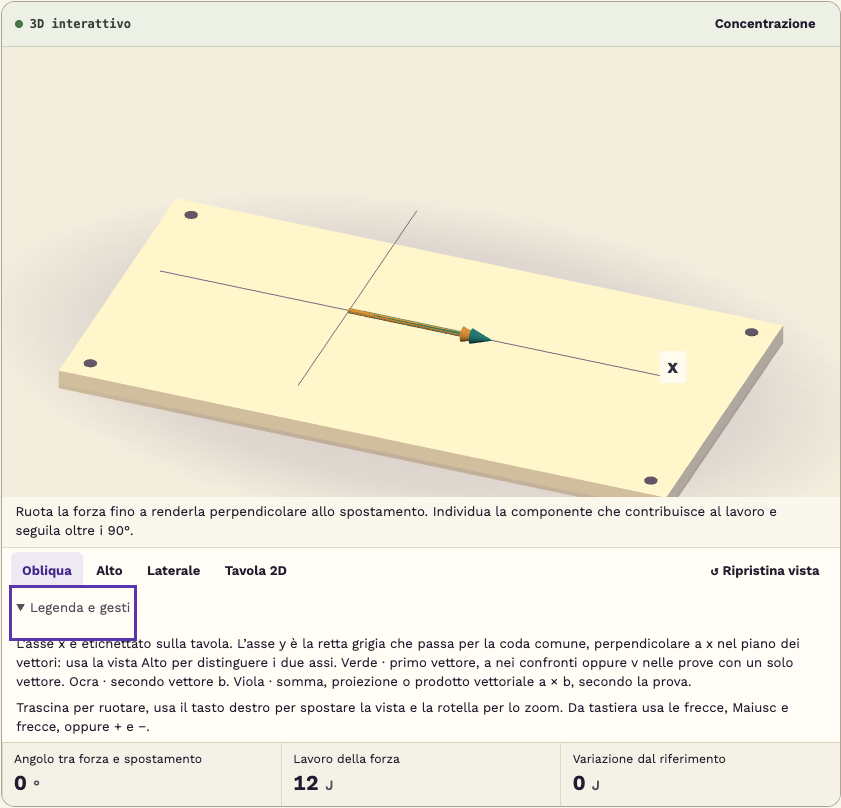 3D interattivo
Concentrazione
x
Ruota la forza fino a renderla perpendicolare allo spostamento. Individua la componente che contribuisce al lavoro e
seguila oltre i 90°.
Obliqua
Alto
Laterale
Tavola 2D
↺ Ripristina vista
▼ Legenda e gesti
L’asse x è etichettato sulla tavola. L’asse y è la retta grigia che passa per la coda comune, perpendicolare a x nel piano dei
vettori: usa la vista Alto per distinguere i due assi. Verde · primo vettore, a nei confronti oppure v nelle prove con un solo
vettore. Ocra · secondo vettore b. Viola · somma, proiezione o prodotto vettoriale a × b, secondo la prova.
Trascina per ruotare, usa il tasto destro per spostare la vista e la rotella per lo zoom. Da tastiera usa le frecce, Maiusc e
frecce, oppure + e −.
Angolo tra forza e spostamento
0 °
Lavoro della forza
12 J
Variazione dal riferimento
0 J